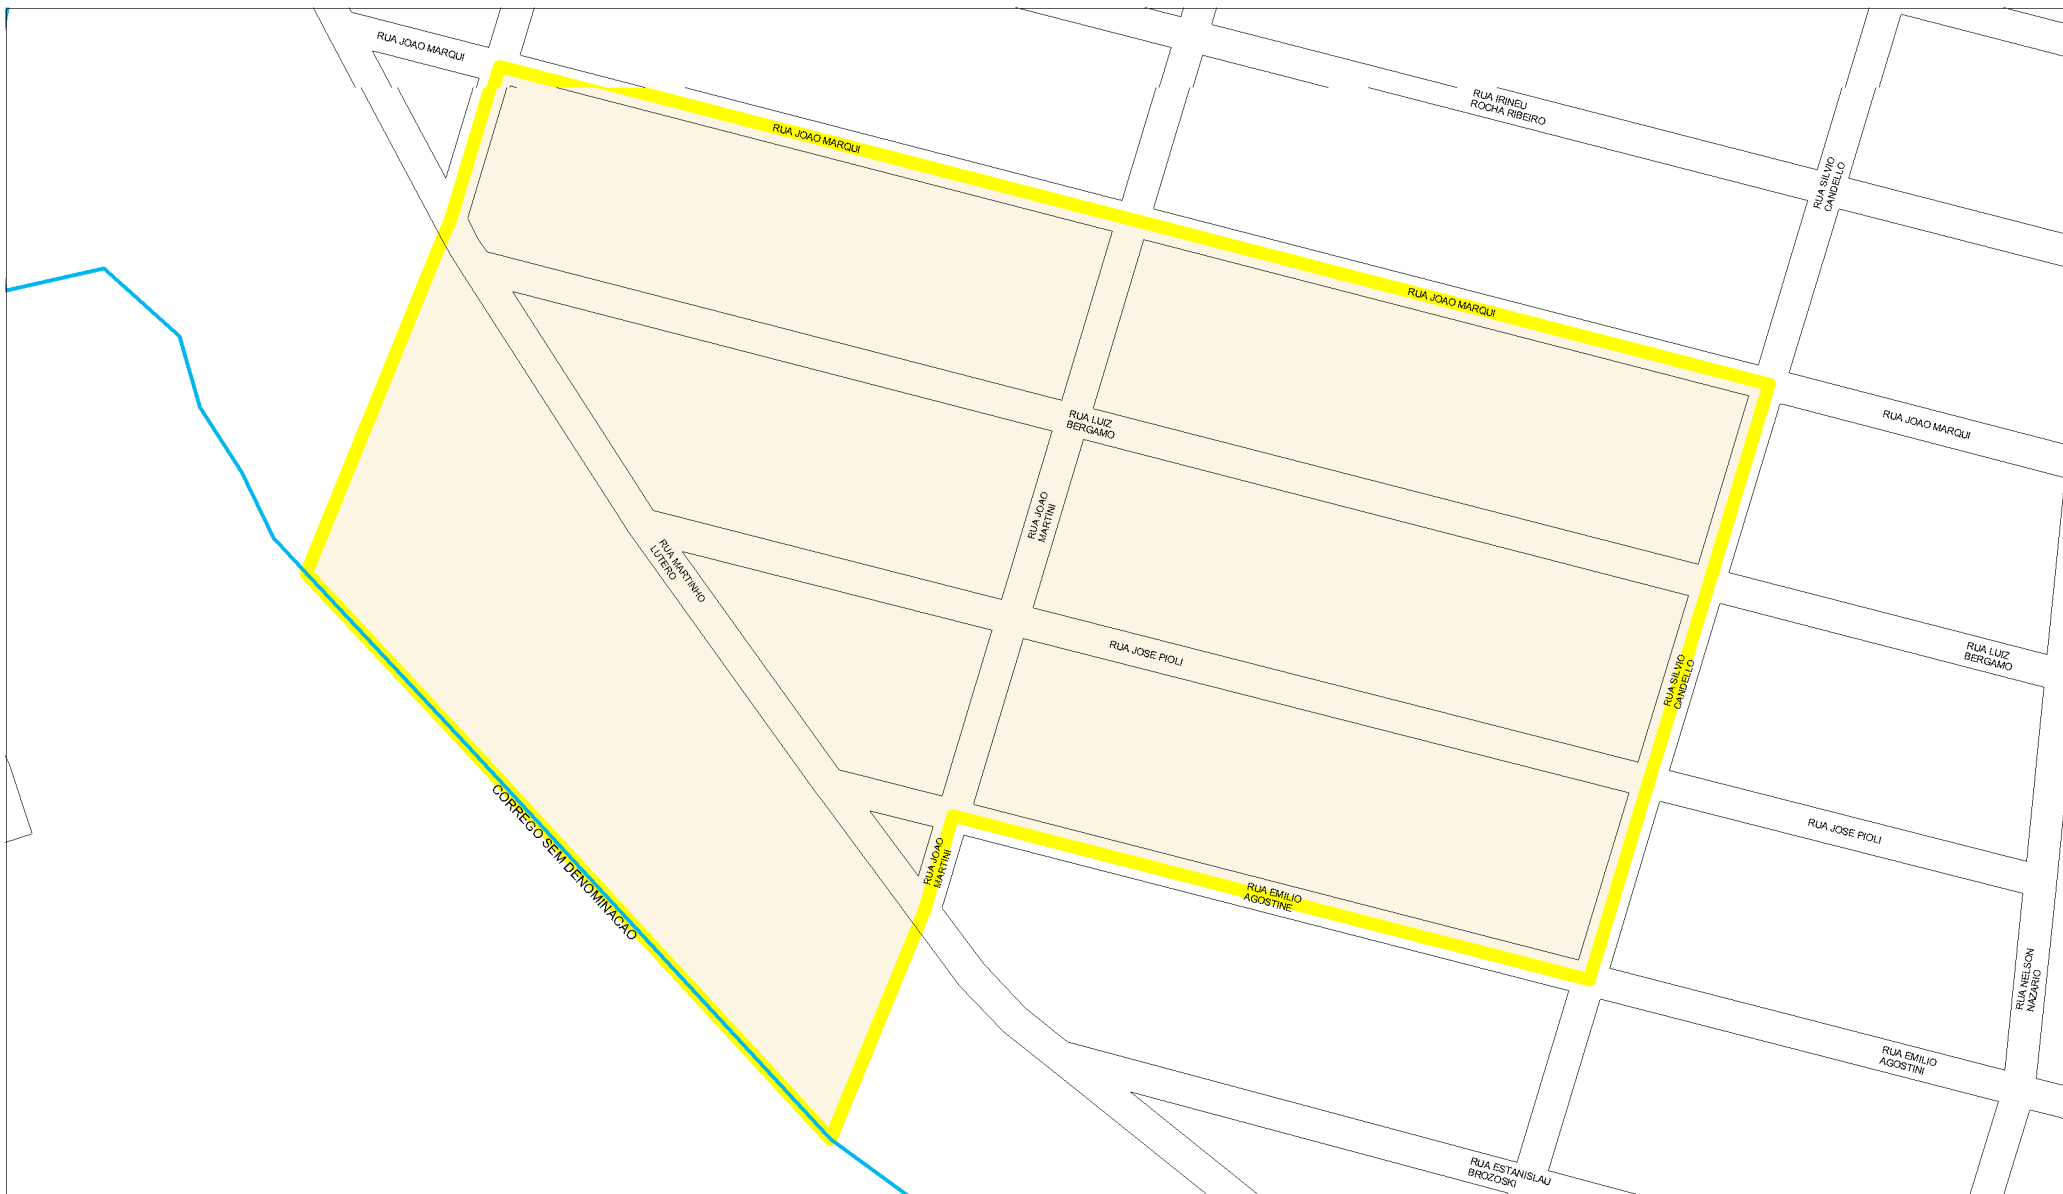 RUA JOAO MARQUI
RUA IRINEU
ROCHA RIBEIRO
RUA JOAO MARQUI
RUA SILVIO
CANDELLO
RUA JOAO MARQUI
RUA JOAO MARQUI
RUA LUIZ
BERGAMO
RUA JOAO
MARTINI
RUA MARTINHO
LUTERO
RUA JOSE PIOLI
RUA SILVIO
CANDELLO
RUA LUIZ
BERGAMO
RUA JOSE PIOLI
CORREGO SEM DENOMINACAO
RUA JOAO
MARTINI
RUA EMILIO
AGOSTINE
RUA NELSON
NAZARIO
RUA EMILIO
AGOSTINI
RUA ESTANISLAU
BROZOSKI